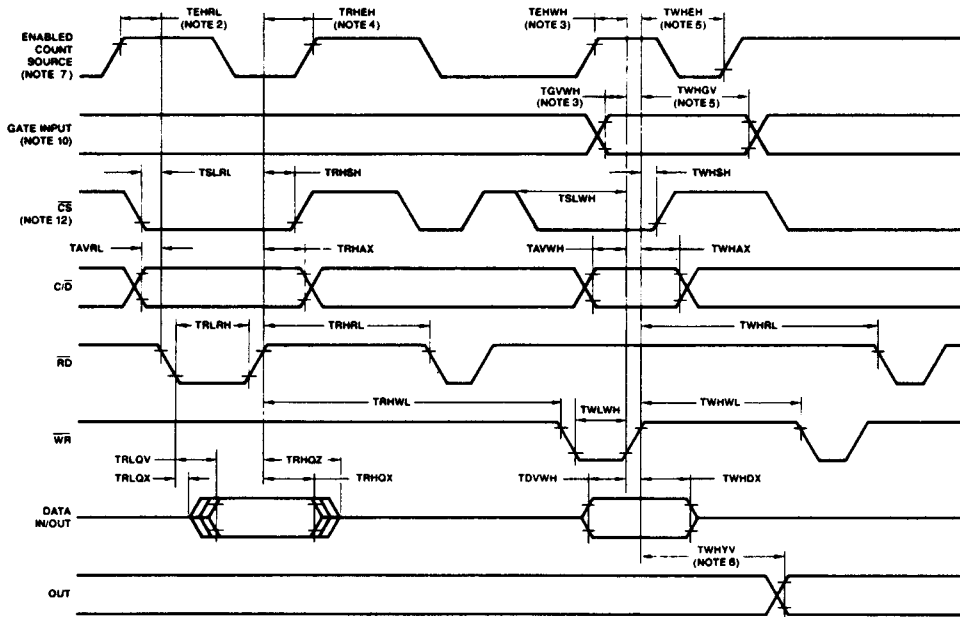 TEHRL
(NOTE 2)
TRHEH
(NOTE 4)
TEHWH
(NOTE 3)
TWHEH
(NOTE 5)
ENABLED
COUNT
SOURCE
(NOTE 7)
TGVWH
(NOTE 3)
TWHGV
(NOTE 5)
GATE INPUT
(NOTE 10)
TSLRL
TRHSH
TSLWH
TWHSH
CS
(NOTE 12)
TAVRL
TRHAX
TAVWH
TWHAX
C/D
TRLRH
TRHRL
TWHRL
RD
TRHWL
TWLWH
TWHWL
WR
TRLQV
TRHQZ
TRLQX
TRHQX
TDVWH
TWHDX
DATA
IN/OUT
TWHYV
(NOTE 6)
OUT